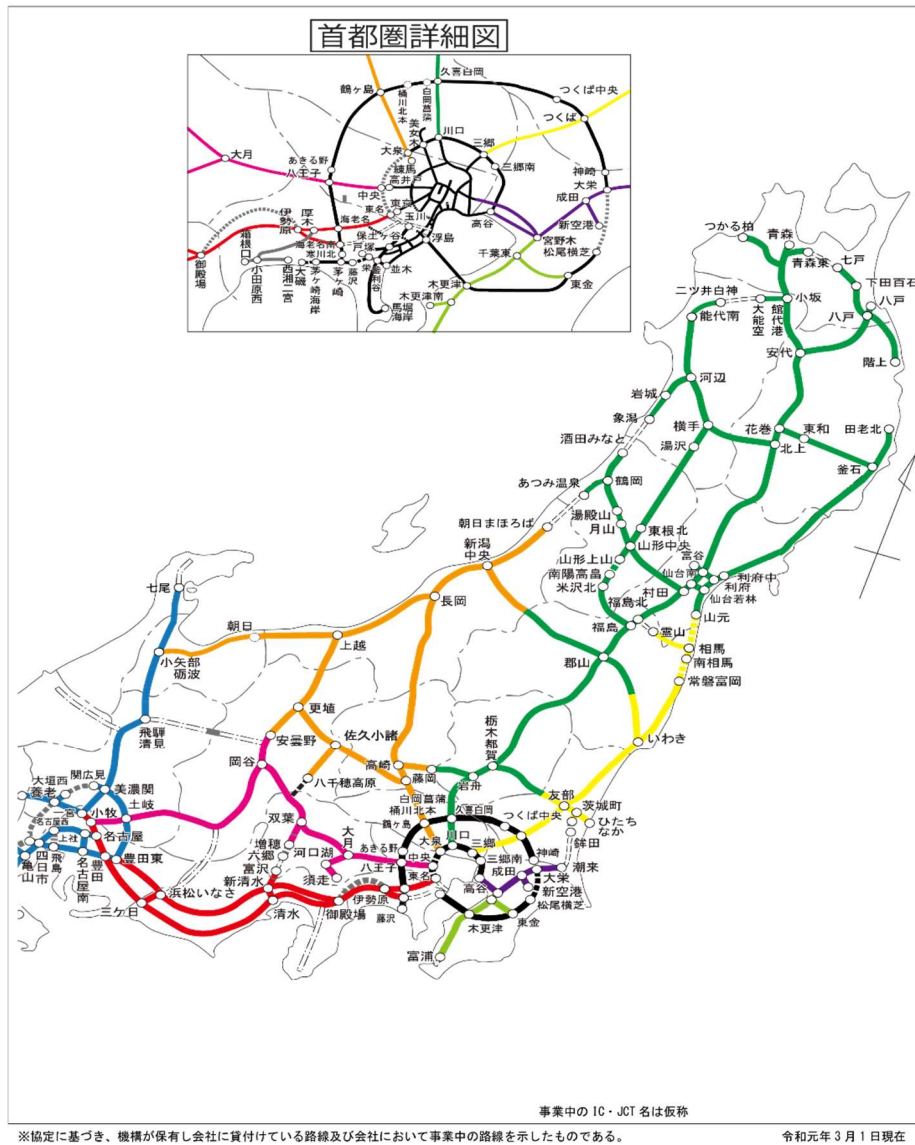 首都圏詳細図
久喜白岡
つくば中央
鶴ヶ島
桶川北本
白岡菖蒲
つくば
美女木
川口
大泉
三郷
三郷南
大月
あきる野
八王子
練馬
高井戸
中央
神崎
大栄
成田
新空港
東京
東名
玉川
高谷
宮野木
松尾横芝
伊勢原
厚木
海老名
海老名南
寒川北
保土ヶ谷
戸塚
浮島
千葉東
箱根口
御殿場
小田原西
西湘二宮
大磯
茅ヶ崎海岸
茅ヶ崎
藤沢
栄
釜利谷
並木
木更津
東金
木更津南
馬堀海岸
つがる柏
青森
青森東
七戸
下田百石
八戸
八戸
二ツ井白神
能代南
大能空
館代港
小坂
安代
階上
河辺
岩城
象潟
横手
花巻
東和
田老北
酒田みなと
湯沢
北上
釜石
あつみ温泉
鶴岡
湯殿山
月山
東根北
朝日まほろば
新潟中央
山形中央
富谷
山形上山
仙台南
利府中
南陽高畠
利府
米沢北
村田
仙台若林
七尾
長岡
福島北
山元
福島
霊山
相馬
朝日
上越
南相馬
小矢部砺波
郡山
常磐富岡
更埴
栃木都賀
飛騨清見
安曇野
佐久小諸
いわき
岡谷
高崎
藤岡
岩舟
大垣西
関広見
養老
美濃関
八千穂高原
白岡菖蒲
桶川北本
久喜白岡
友部
茨城町
土岐
鶴ヶ島
つくば中央
ひたちなか
一宮
小牧
双葉
大月
大泉
川口
三郷
鉾田
名古屋西
名古屋
増穂
あきる野
中央
三郷南
神崎
上社
六郷
河口湖
八王子
成田
潮来
四日市
飛島
名古屋南
豊田
豊田東
富沢
須走
東名
高谷
大栄
新空港
亀山
浜松いなさ
新清水
伊勢原
松尾横芝
三ケ日
清水
御殿場
藤沢
東金
木更津
富浦
事業中の IC・JCT 名は仮称
※協定に基づき、機構が保有し会社に貸付けている路線及び会社において事業中の路線を示したものである。
令和元年3月1日現在